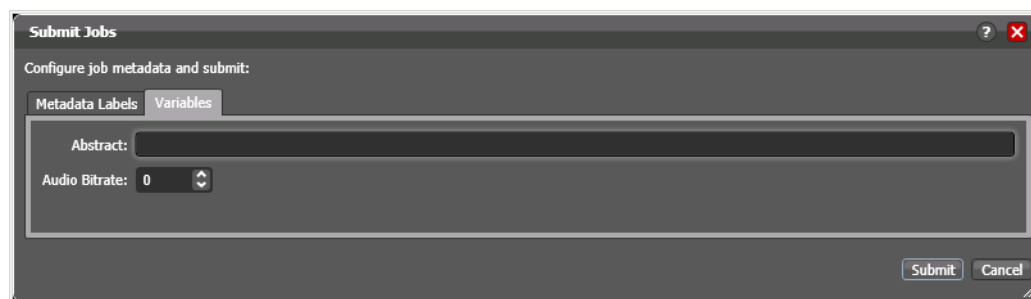 Submit Jobs ?
Configure job metadata and submit:
Metadata Labels Variables
Abstract:
Audio Bitrate: 0
Submit Cancel